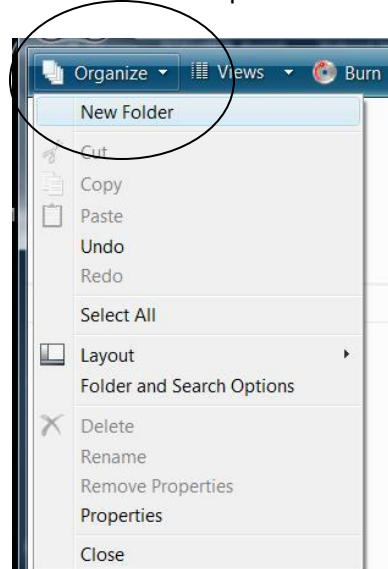 Organize Views Burn
New Folder
Cut
Copy
Paste
Undo
Redo
Select All
Layout
Folder and Search Options
Delete
Rename
Remove Properties
Properties
Close